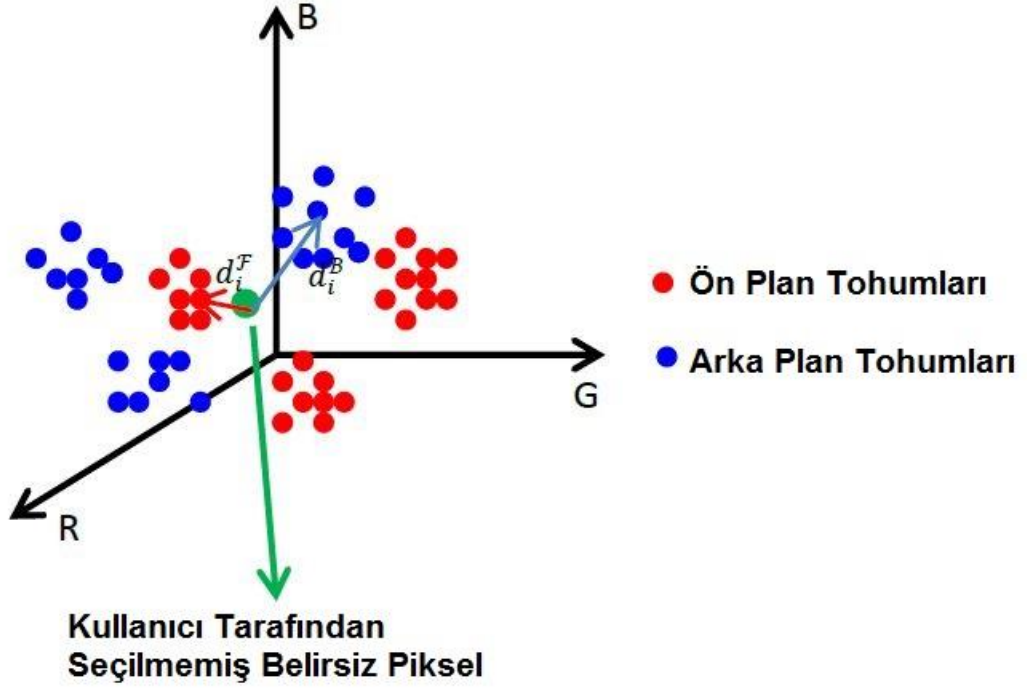 B
d_i^ℱ
d_i^ℬ
G
R
Ön Plan Tohumları
Arka Plan Tohumları
Kullanıcı Tarafından
Seçilmemiş Belirsiz Piksel